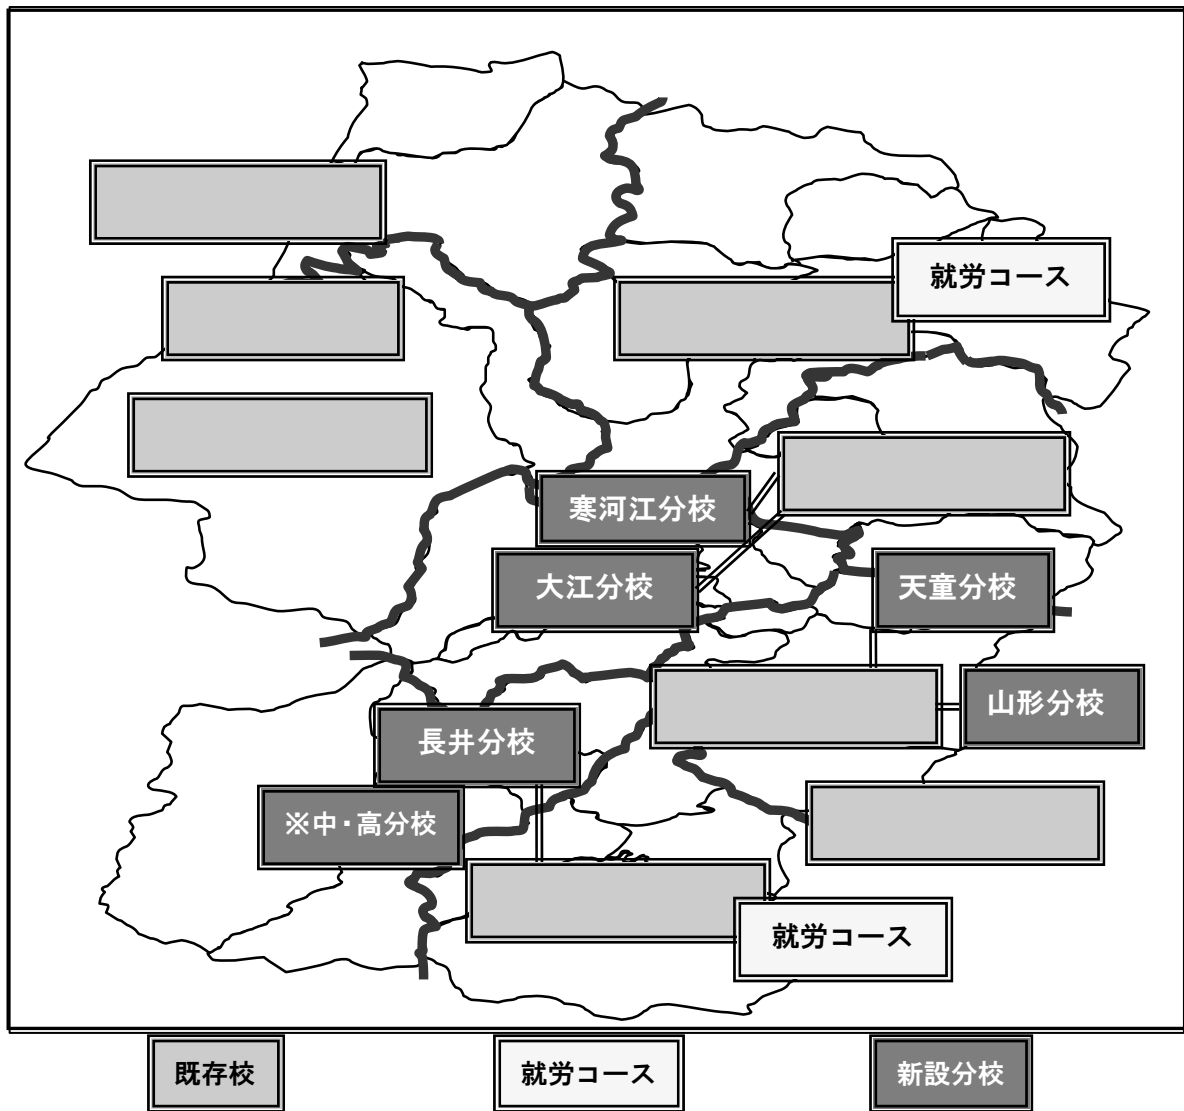 就労コース
寒河江分校
大江分校
天童分校
山形分校
長井分校
※中・高分校
就労コース
既存校
就労コース
新設分校